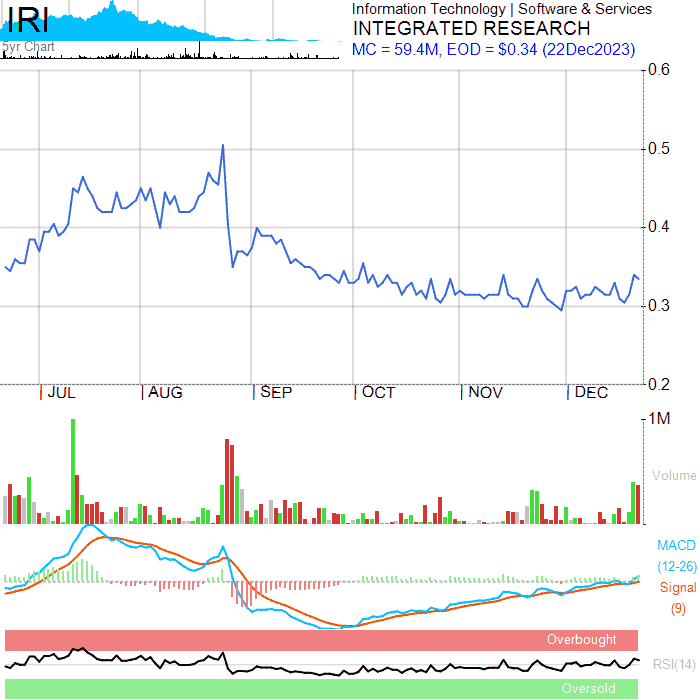 IRI
5yr Chart
Information Technology | Software & Services
INTEGRATED RESEARCH
MC = 59.4M, EOD = $0.34 (22Dec2023)
0.6
0.5
0.4
0.3
0.2
| JUL | AUG | SEP | OCT | NOV | DEC
1M
Volume
MACD
(12-26)
Signal
(9)
Overbought
RSI(14)
Oversold